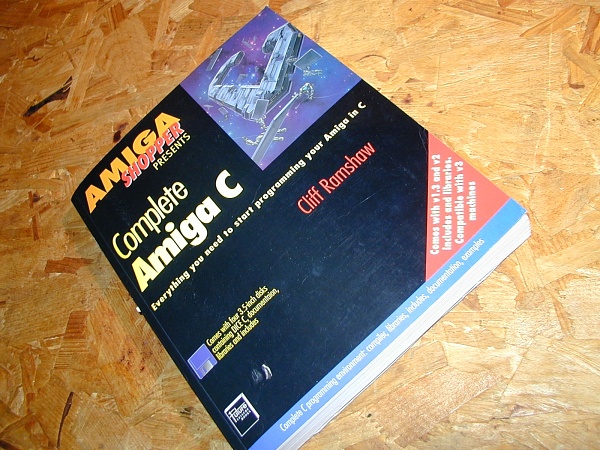 AMIGA
SHOPPER
PRESENTS
Complete
Amiga C
Everything you need to start programming your Amiga in C
Cliff Ramshaw
Comes with v1.3 and v2
includes and libraries.
Compatible with v3
machines
Comes with four 3.5-inch disks
containing DICE C, documentation,
libraries and includes
future
Complete C programming environment: compiler, libraries, includes, documentation, examples